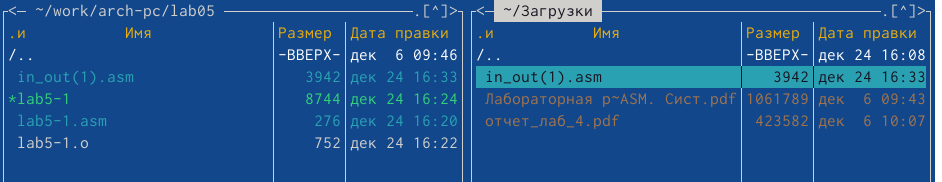 <─ ~/work/arch-pc/lab05 ─.[^]>
.и Имя Размер Дата правки
/.. -ВВЕРХ- дек 6 09:46
in_out(1).asm 3942 дек 24 16:33
*lab5-1 8744 дек 24 16:24
lab5-1.asm 276 дек 24 16:20
lab5-1.o 752 дек 24 16:22
<─ ~/Загрузки ─.[^]>
.и Имя Размер Дата правки
/.. -ВВЕРХ- дек 24 16:08
in_out(1).asm 3942 дек 24 16:33
Лабораторная р~ASM. Сист.pdf 1061789 дек 6 09:43
отчет_лаб_4.pdf 423582 дек 6 10:07